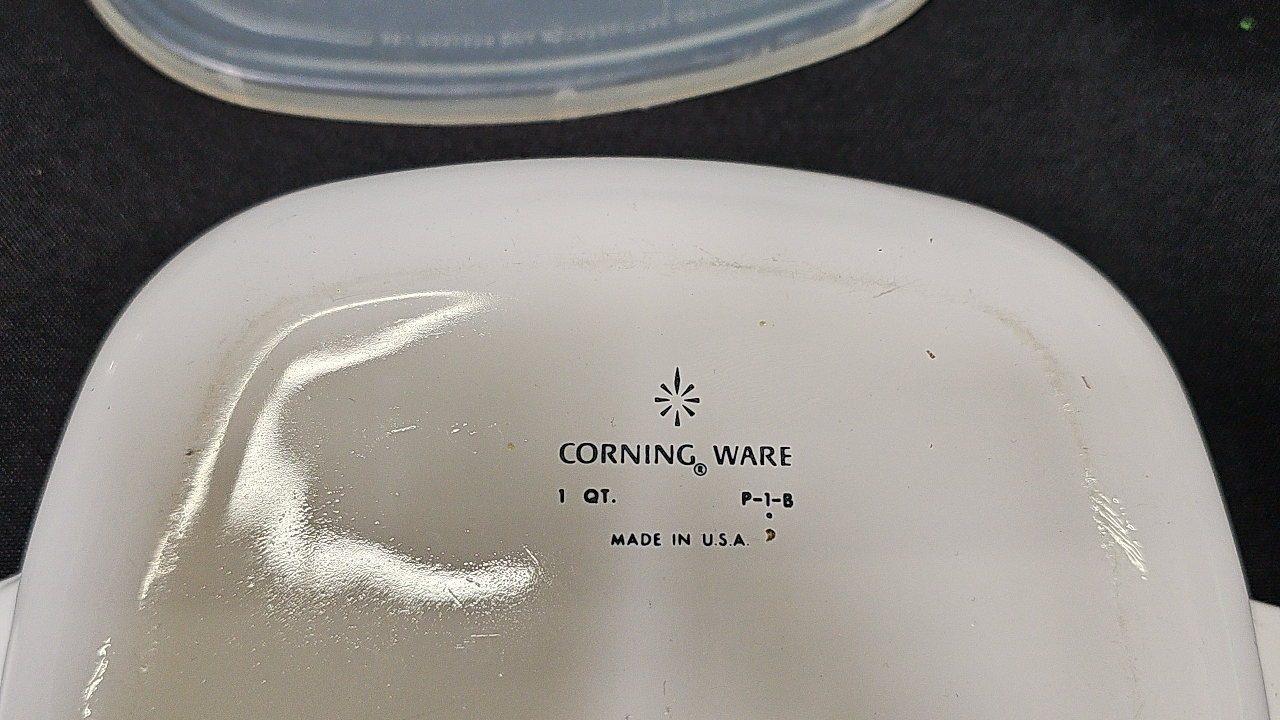 CORNING® WARE
1 QT. P-1-B
MADE IN U.S.A.